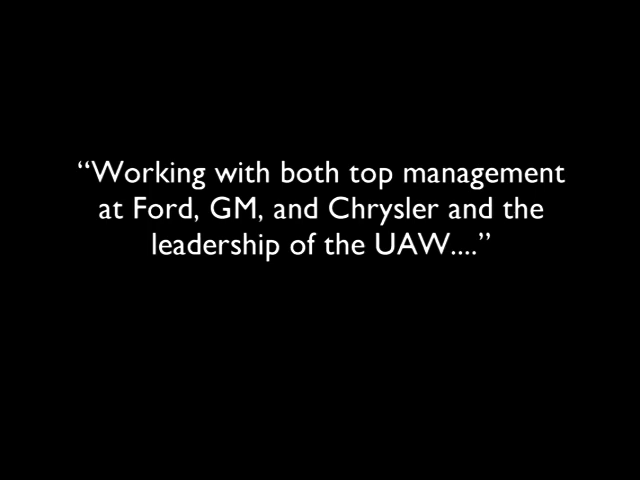 “Working with both top management
at Ford, GM, and Chrysler and the
leadership of the UAW....”